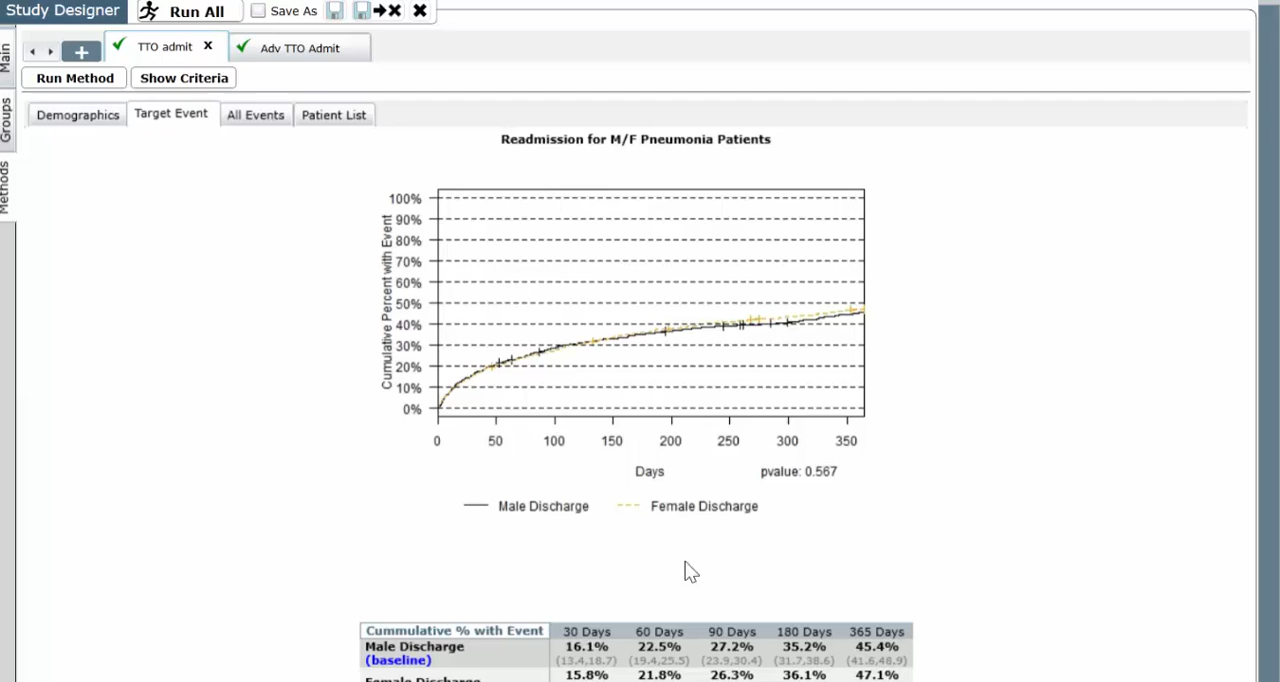 Study Designer
Run All
Save As
Main
Groups
Methods
+
TTO admit x
Adv TTO Admit
Run Method
Show Criteria
Demographics
Target Event
All Events
Patient List
Readmission for M/F Pneumonia Patients
Cumulative Percent with Event
100%
90%
80%
70%
60%
50%
40%
30%
20%
10%
0%
0 50 100 150 200 250 300 350
Days
pvalue: 0.567
Male Discharge
Female Discharge
Cummulative % with Event 30 Days 60 Days 90 Days 180 Days 365 Days
Male Discharge 16.1% 22.5% 27.2% 35.2% 45.4%
(baseline) (13.4,18.7) (19.4,25.5) (23.9,30.4) (31.7,38.6) (41.6,48.9)
Female Discharge 15.8% 21.8% 26.3% 36.1% 47.1%